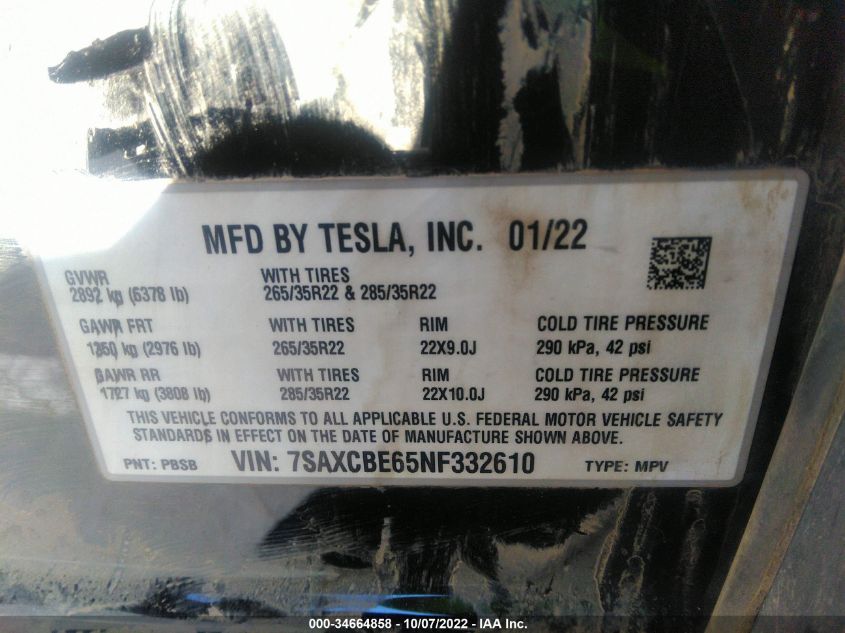 MFD BY TESLA, INC. 01/22
GVWR WITH TIRES
2892 kg (6378 lb) 265/35R22 & 285/35R22
GAWR FRT WITH TIRES RIM COLD TIRE PRESSURE
1350 kg (2976 lb) 265/35R22 22X9.0J 290 kPa, 42 psi
GAWR RR WITH TIRES RIM COLD TIRE PRESSURE
1727 kg (3808 lb) 285/35R22 22X10.0J 290 kPa, 42 psi
THIS VEHICLE CONFORMS TO ALL APPLICABLE U.S. FEDERAL MOTOR VEHICLE SAFETY
STANDARDS IN EFFECT ON THE DATE OF MANUFACTURE SHOWN ABOVE.
PNT: PBSB VIN: 7SAXCBE65NF332610 TYPE: MPV
000-34664858 - 10/07/2022 - IAA Inc.